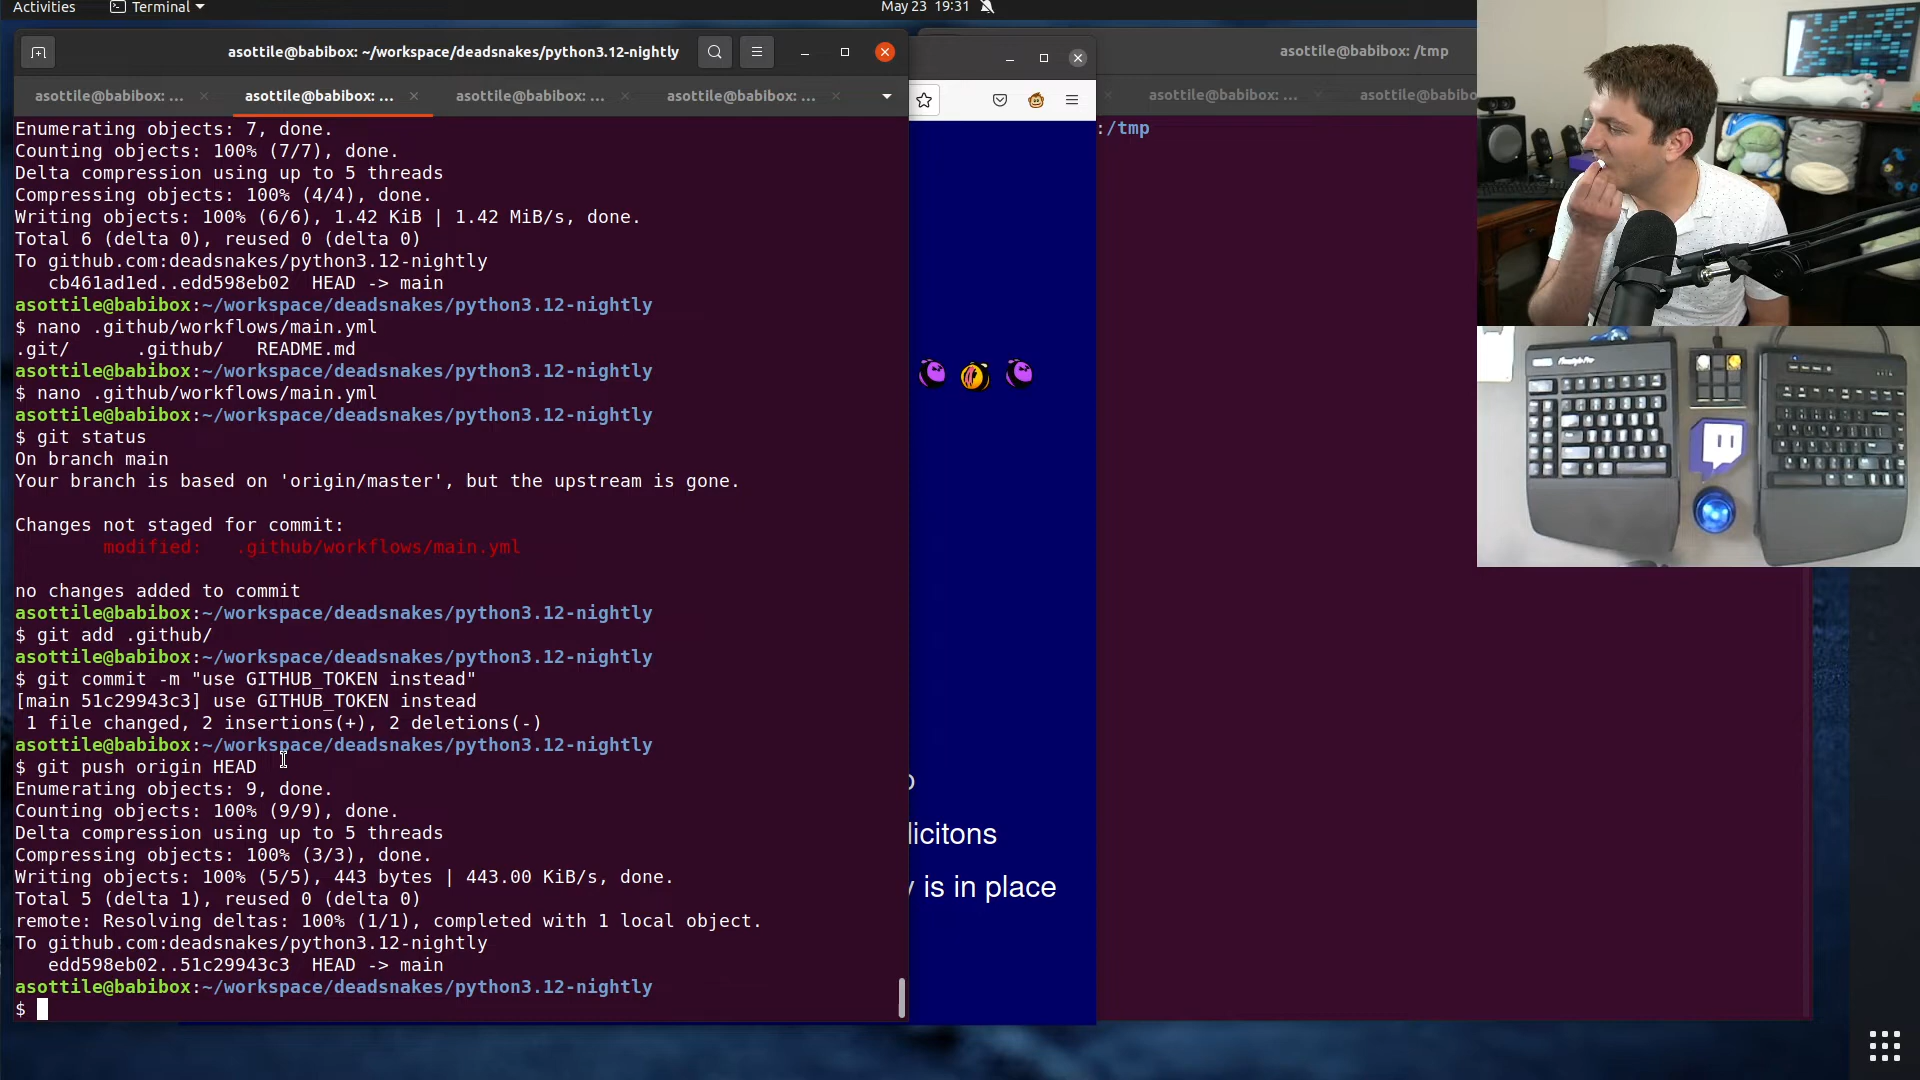 Activities
Terminal
May 23 19:31
asottile@babibox: ~/workspace/deadsnakes/python3.12-nightly
asottile@babibox: ...
asottile@babibox: ...
asottile@babibox: ...
asottile@babibox: ...
Enumerating objects: 7, done.
Counting objects: 100% (7/7), done.
Delta compression using up to 5 threads
Compressing objects: 100% (4/4), done.
Writing objects: 100% (6/6), 1.42 KiB | 1.42 MiB/s, done.
Total 6 (delta 0), reused 0 (delta 0)
To github.com:deadsnakes/python3.12-nightly
cb461ad1ed..edd598eb02  HEAD -> main
asottile@babibox:~/workspace/deadsnakes/python3.12-nightly
$ nano .github/workflows/main.yml
.git/      .github/   README.md
asottile@babibox:~/workspace/deadsnakes/python3.12-nightly
$ nano .github/workflows/main.yml
asottile@babibox:~/workspace/deadsnakes/python3.12-nightly
$ git status
On branch main
Your branch is based on 'origin/master', but the upstream is gone.
Changes not staged for commit:
modified:   .github/workflows/main.yml
no changes added to commit
asottile@babibox:~/workspace/deadsnakes/python3.12-nightly
$ git add .github/
asottile@babibox:~/workspace/deadsnakes/python3.12-nightly
$ git commit -m "use GITHUB_TOKEN instead"
[main 51c29943c3] use GITHUB_TOKEN instead
1 file changed, 2 insertions(+), 2 deletions(-)
asottile@babibox:~/workspace/deadsnakes/python3.12-nightly
$ git push origin HEAD
Enumerating objects: 9, done.
Counting objects: 100% (9/9), done.
Delta compression using up to 5 threads
Compressing objects: 100% (3/3), done.
Writing objects: 100% (5/5), 443 bytes | 443.00 KiB/s, done.
Total 5 (delta 1), reused 0 (delta 0)
remote: Resolving deltas: 100% (1/1), completed with 1 local object.
To github.com:deadsnakes/python3.12-nightly
edd598eb02..51c29943c3  HEAD -> main
asottile@babibox:~/workspace/deadsnakes/python3.12-nightly
$
licitons
is in place
asottile@babibox: /tmp
asottile@babibox: ...
asottile@babibo
:/tmp